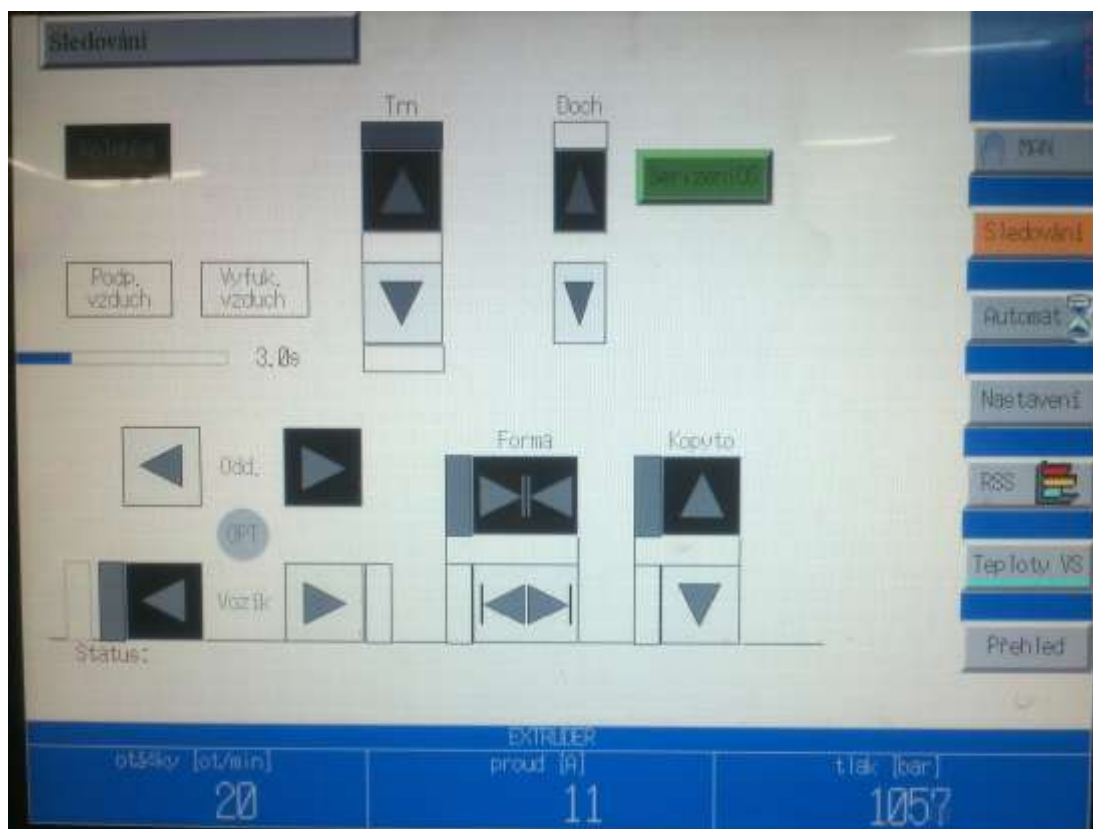 Sledování
Trn
Doch
MAN
Sledování
Podp.
vzduch
Vyfuk.
vzduch
Automat
3.0s
Nastavení
Forma
Kopyto
Odd.
RSS
OPT
Teploty VS
Vozík
Přehled
Status:
EXTRUDER
otáčky [ot/min]
proud [A]
tlak [bar]
20
11
1057